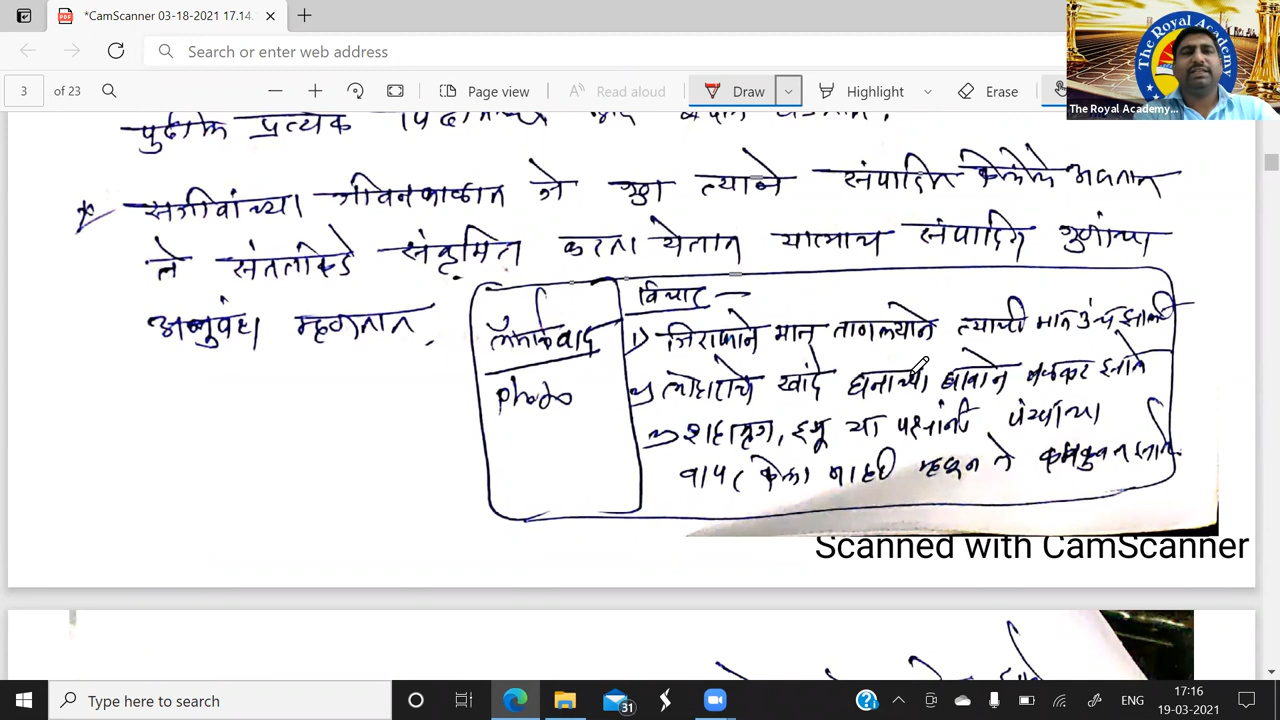 *CamScanner 03-18-2021 17.14.
Search or enter web address
3 of 23
Page view
Read aloud
Draw
Highlight
Erase
The Royal Academy
The Royal Academy...
पुढील प्रत्येक
* सजीवांच्या जीवनकाळात जे गुण त्याने संपादित केलेले असतात
ते संततीकडे संक्रमित करता येतात यालाच संपादित गुणांचा
अनुवंश म्हणतात.
लॅमार्कवाद
photo
विचार –
1) जिराफाने मान ताणल्याने त्याची मान उंच झाली
2) लोहाराचे खांदे घनाच्या घावाने बळकट झाले
3) शहामृग, इमू या पक्षांनी पंखांचा
वापर केला नाही म्हणून ते कमकुवत झाले.
Scanned with CamScanner
Type here to search
31
ENG
17:16
19-03-2021